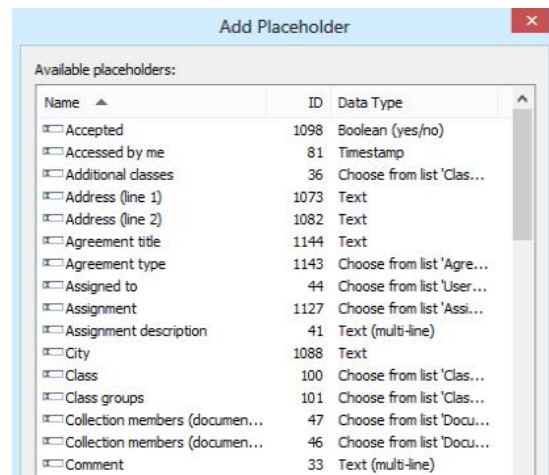 Add Placeholder
Available placeholders:
Name ID Data Type
Accepted 1098 Boolean (yes/no)
Accessed by me 81 Timestamp
Additional classes 36 Choose from list 'Clas...
Address (line 1) 1073 Text
Address (line 2) 1082 Text
Agreement title 1144 Text
Agreement type 1143 Choose from list 'Agre...
Assigned to 44 Choose from list 'User...
Assignment 1127 Choose from list 'Assi...
Assignment description 41 Text (multi-line)
City 1088 Text
Class 100 Choose from list 'Clas...
Class groups 101 Choose from list 'Clas...
Collection members (documen... 47 Choose from list 'Docu...
Collection members (documen... 46 Choose from list 'Docu...
Comment 33 Text (multi-line)